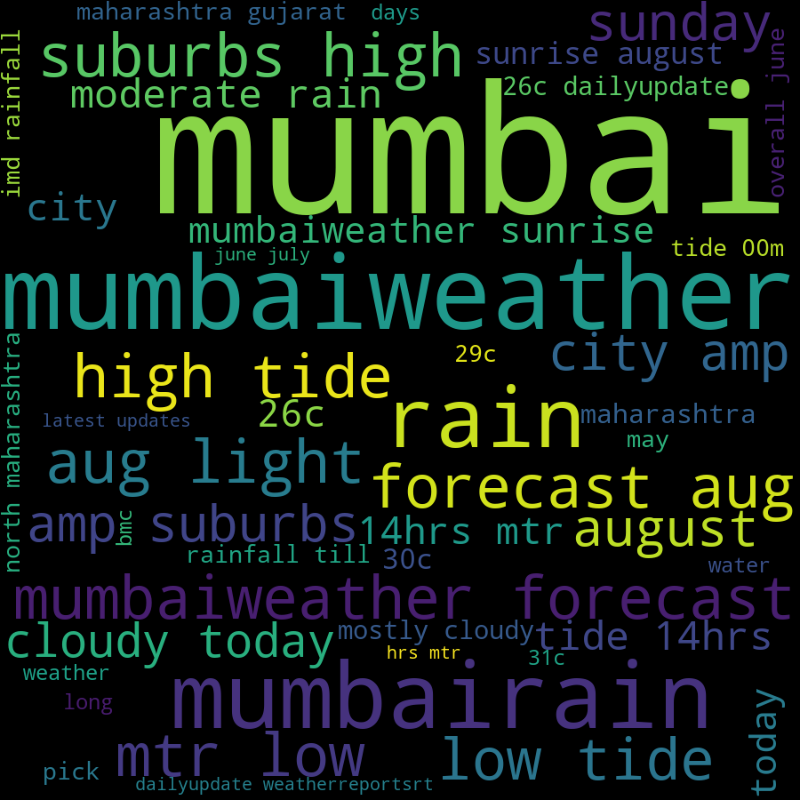 maharashtra gujarat
days
sunday
suburbs high
sunrise august
imd rainfall
overall june
moderate rain
26c dailyupdate
mumbai
city
mumbaiweather sunrise
tide 00m
june july
mumbaiweather
north maharashtra
high tide
29c
city amp
26c
rain
maharashtra
latest updates
may
aug light
forecast aug
amp suburbs
bmc
14hrs mtr
august
rainfall till
30c
water
mumbaiweather forecast
cloudy today
mostly cloudy
tide 14hrs
hrs mtr
31c
weather
mumbairain
long
today
mtr low
low tide
pick
dailyupdate weatherreportsrt